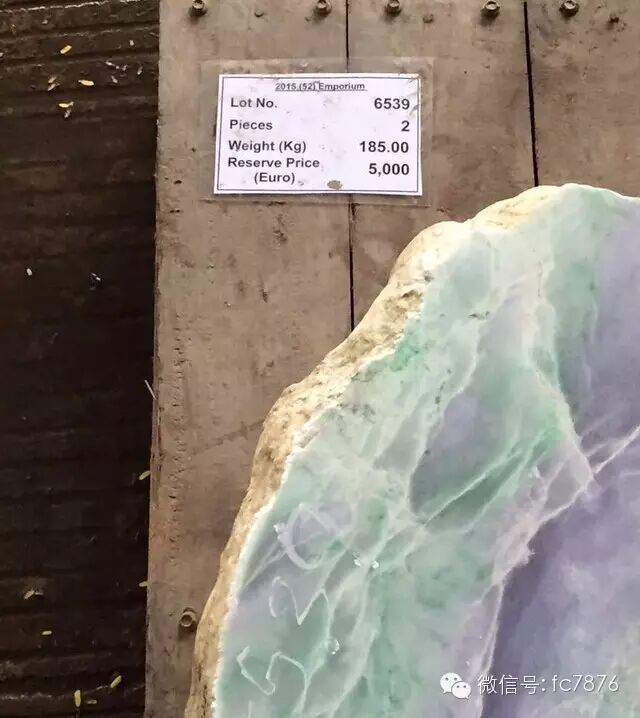 2015,(52) Emporium
Lot No. 6539
Pieces 2
Weight (Kg) 185.00
Reserve Price 5,000
(Euro)
微信号: fc7876